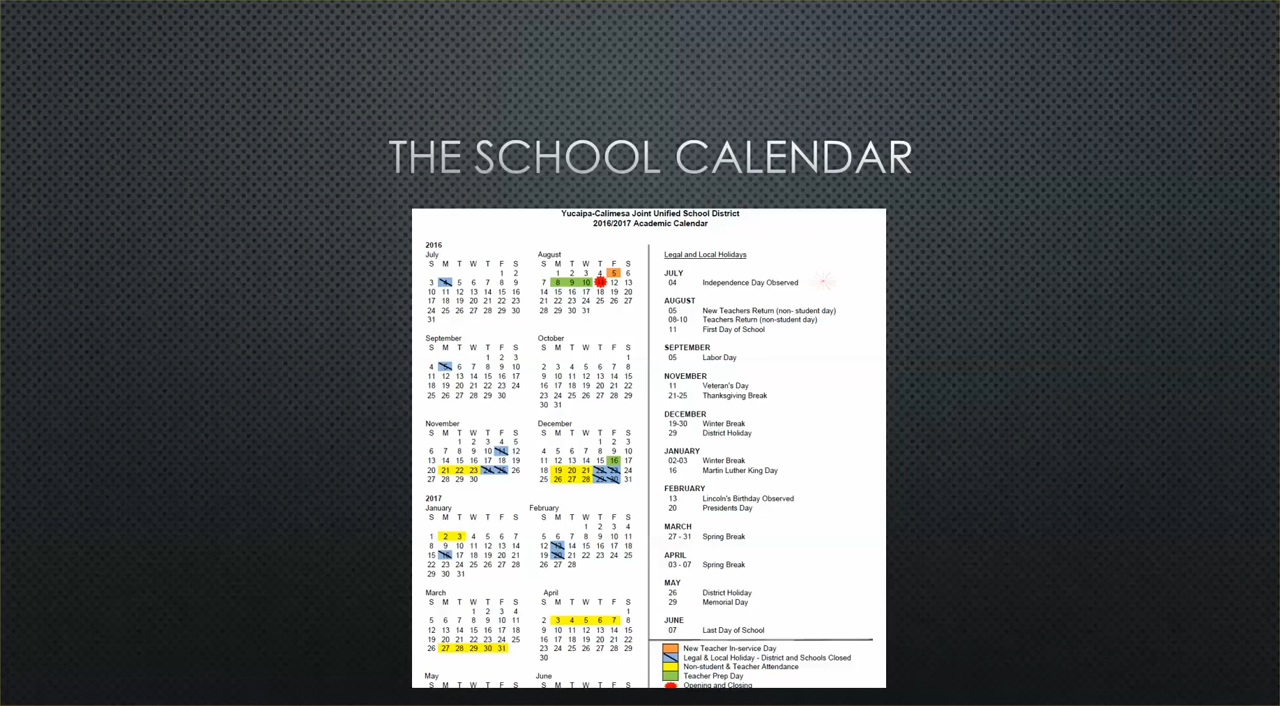 THE SCHOOL CALENDAR
Yucaipa-Calimesa Joint Unified School District
2016/2017 Academic Calendar
2016
July
S M T W T F S
1 2
3 4 5 6 7 8 9
10 11 12 13 14 15 16
17 18 19 20 21 22 23
24 25 26 27 28 29 30
31
August
S M T W T F S
1 2 3 4 5 6
7 8 9 10 12 13
14 15 16 17 18 19 20
21 22 23 24 25 26 27
28 29 30 31
September
S M T W T F S
1 2 3
4 5 6 7 8 9 10
11 12 13 14 15 16 17
18 19 20 21 22 23 24
25 26 27 28 29 30
October
S M T W T F S
1
2 3 4 5 6 7 8
9 10 11 12 13 14 15
16 17 18 19 20 21 22
23 24 25 26 27 28 29
30 31
November
S M T W T F S
1 2 3 4 5
6 7 8 9 10 12
13 14 15 16 17 18 19
20 21 22 23 26
27 28 29 30
December
S M T W T F S
1 2 3
4 5 6 7 8 9 10
11 12 13 14 15 16 17
18 19 20 21 24
25 26 27 28 31
2017
January
S M T W T F S
1 2 3 4 5 6 7
8 9 10 11 12 13 14
15 17 18 19 20 21
22 23 24 25 26 27 28
29 30 31
February
S M T W T F S
1 2 3 4
5 6 7 8 9 10 11
12 14 15 16 17 18
19 21 22 23 24 25
26 27 28
March
S M T W T F S
1 2 3 4
5 6 7 8 9 10 11
12 13 14 15 16 17 18
19 20 21 22 23 24 25
26 27 28 29 30 31
April
S M T W T F S
1
2 3 4 5 6 7 8
9 10 11 12 13 14 15
16 17 18 19 20 21 22
23 24 25 26 27 28 29
30
May
S M T W T F S
June
S M T W T F S
Legal and Local Holidays
JULY
04 Independence Day Observed
AUGUST
05 New Teachers Return (non- student day)
08-10 Teachers Return (non-student day)
11 First Day of School
SEPTEMBER
05 Labor Day
NOVEMBER
11 Veteran's Day
21-25 Thanksgiving Break
DECEMBER
19-30 Winter Break
29 District Holiday
JANUARY
02-03 Winter Break
16 Martin Luther King Day
FEBRUARY
13 Lincoln's Birthday Observed
20 Presidents Day
MARCH
27 - 31 Spring Break
APRIL
03 - 07 Spring Break
MAY
26 District Holiday
29 Memorial Day
JUNE
07 Last Day of School
New Teacher In-service Day
Legal & Local Holiday - District and Schools Closed
Non-student & Teacher Attendance
Teacher Prep Day
Opening and Closing